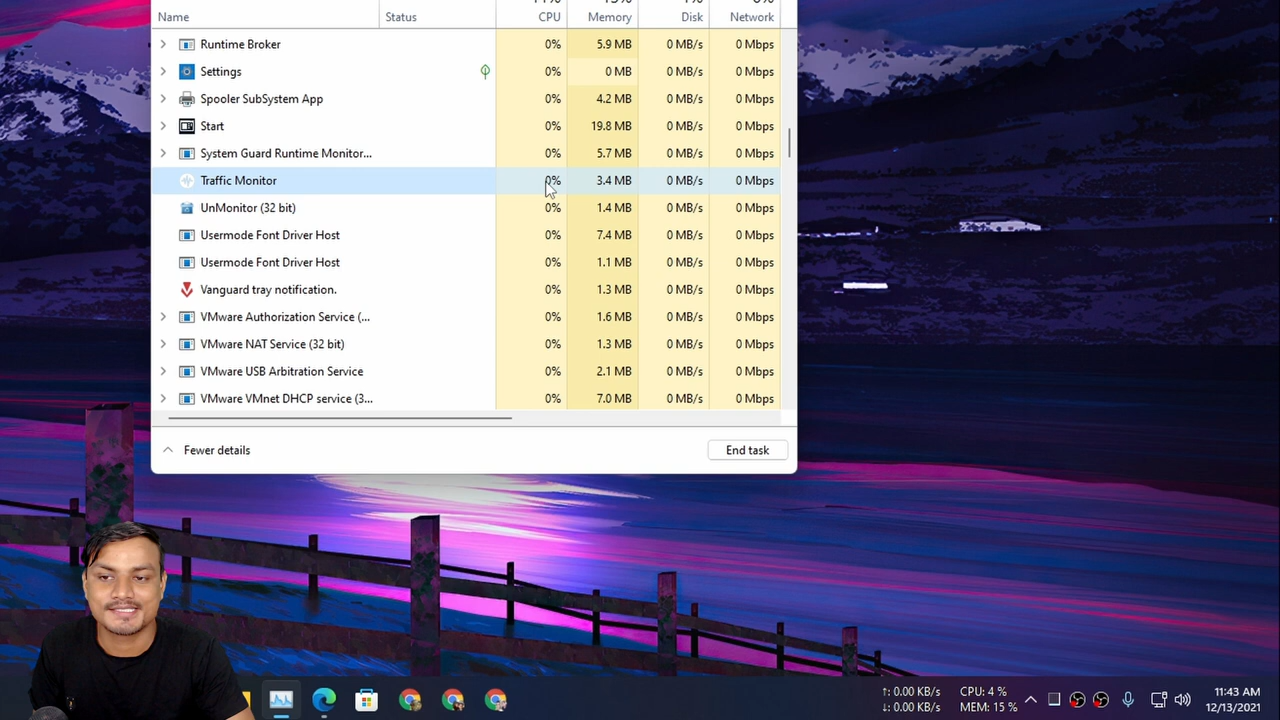 Name Status CPU Memory Disk Network
Runtime Broker 0% 5.9 MB 0 MB/s 0 Mbps
Settings 0% 0 MB 0 MB/s 0 Mbps
Spooler SubSystem App 0% 4.2 MB 0 MB/s 0 Mbps
Start 0% 19.8 MB 0 MB/s 0 Mbps
System Guard Runtime Monitor... 0% 5.7 MB 0 MB/s 0 Mbps
Traffic Monitor 0% 3.4 MB 0 MB/s 0 Mbps
UnMonitor (32 bit) 0% 1.4 MB 0 MB/s 0 Mbps
Usermode Font Driver Host 0% 7.4 MB 0 MB/s 0 Mbps
Usermode Font Driver Host 0% 1.1 MB 0 MB/s 0 Mbps
Vanguard tray notification. 0% 1.3 MB 0 MB/s 0 Mbps
VMware Authorization Service (... 0% 1.6 MB 0 MB/s 0 Mbps
VMware NAT Service (32 bit) 0% 1.3 MB 0 MB/s 0 Mbps
VMware USB Arbitration Service 0% 2.1 MB 0 MB/s 0 Mbps
VMware VMnet DHCP service (3... 0% 7.0 MB 0 MB/s 0 Mbps
Fewer details End task
↑: 0.00 KB/s CPU: 4 % 11:43 AM
↓: 0.00 KB/s MEM: 15 % 12/13/2021